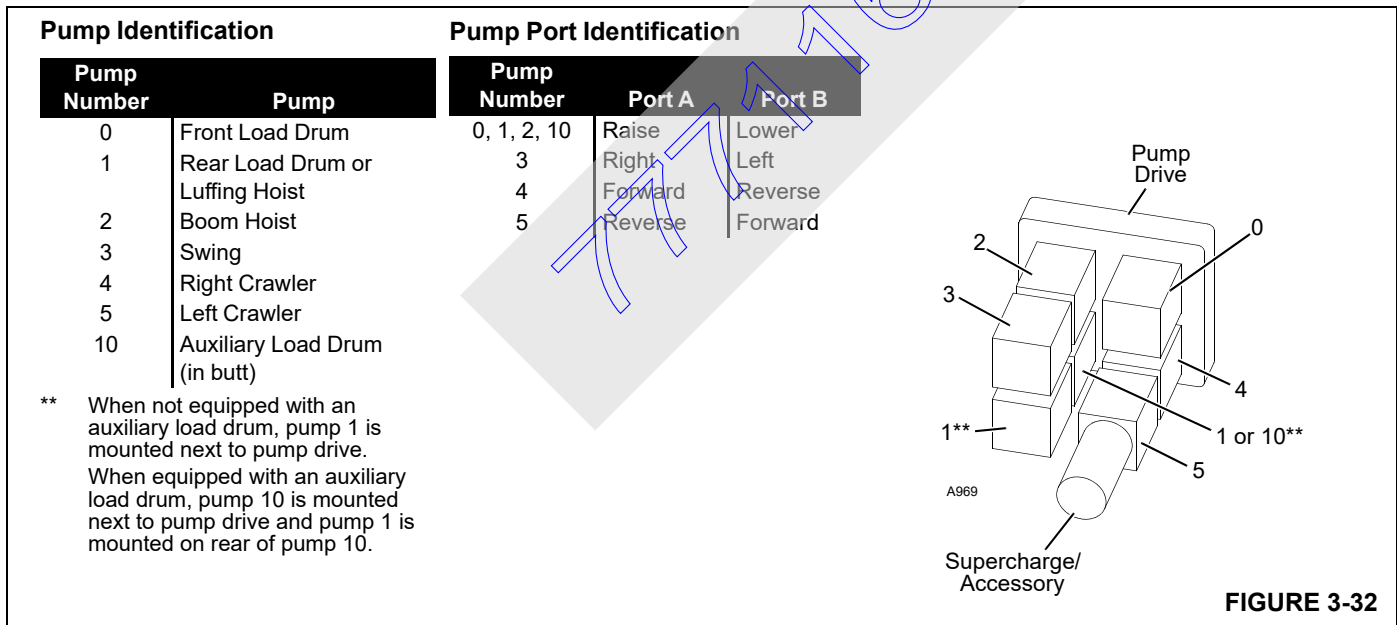 Pump Identification
Pump Number Pump
0 Front Load Drum
1 Rear Load Drum or
Luffing Hoist
2 Boom Hoist
3 Swing
4 Right Crawler
5 Left Crawler
10 Auxiliary Load Drum
(in butt)
** When not equipped with an
auxiliary load drum, pump 1 is
mounted next to pump drive.
When equipped with an auxiliary
load drum, pump 10 is mounted
next to pump drive and pump 1 is
mounted on rear of pump 10.
Pump Port Identification
Pump Number Port A Port B
0, 1, 2, 10 Raise Lower
3 Right Left
4 Forward Reverse
5 Reverse Forward
777116
Pump
Drive
2
0
3
4
1**
1 or 10**
5
A969
Supercharge/
Accessory
FIGURE 3-32